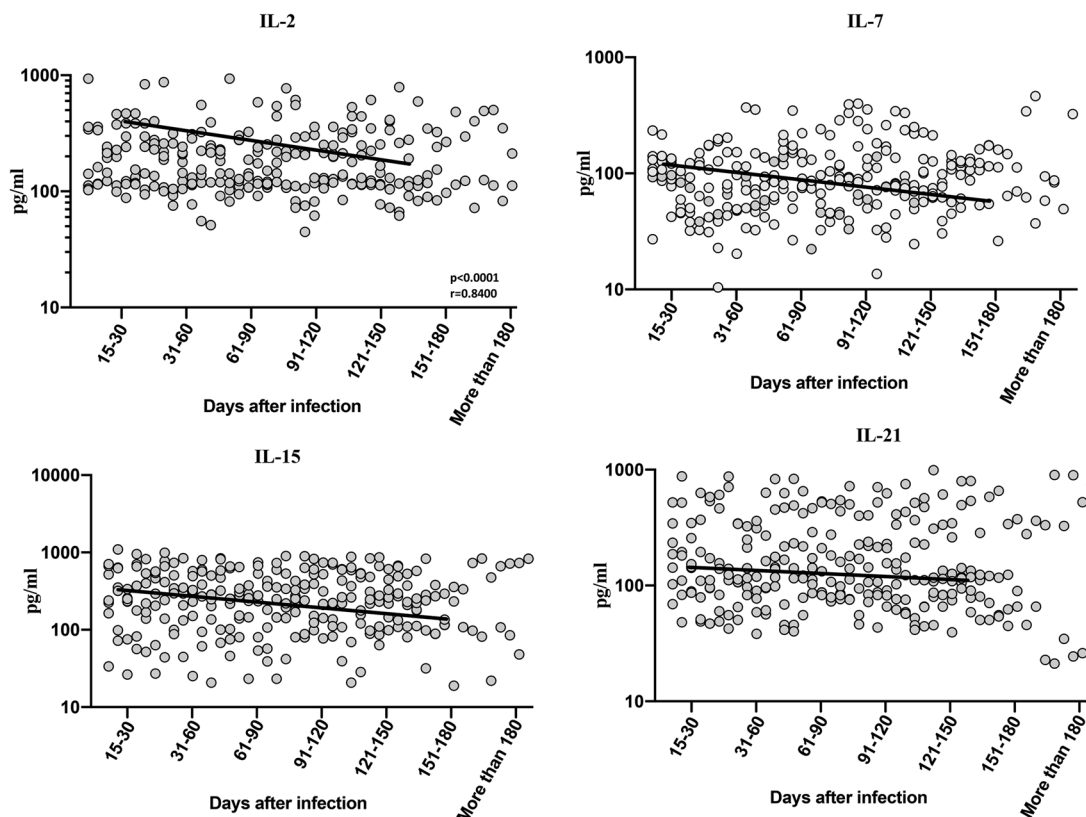 IL-2
1000
100
10
pg/ml
p<0.0001
r=0.8400
15-30
31-60
61-90
91-120
121-150
151-180
More than 180
Days after infection
IL-7
1000
100
10
pg/ml
15-30
31-60
61-90
91-120
121-150
151-180
More than 180
Days after infection
IL-15
10000
1000
100
10
pg/ml
15-30
31-60
61-90
91-120
121-150
151-180
More than 180
Days after infection
IL-21
1000
100
10
pg/ml
15-30
31-60
61-90
91-120
121-150
151-180
More than 180
Days after infection